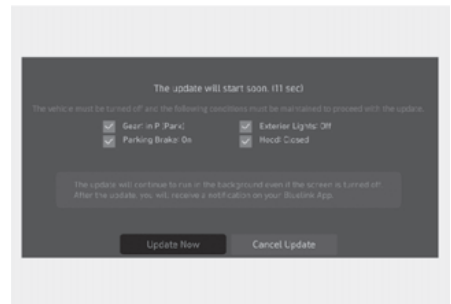 The update will start soon. (11 sec)
The vehicle must be turned off and the following conditions must be maintained to proceed with the update.
Gear: in P (Park)
Exterior Lights: Off
Parking Brake: On
Hood: Closed
The update will continue to run in the background even if the screen is turned off.
After the update, you will receive a notification on your Bluelink App.
Update Now
Cancel Update